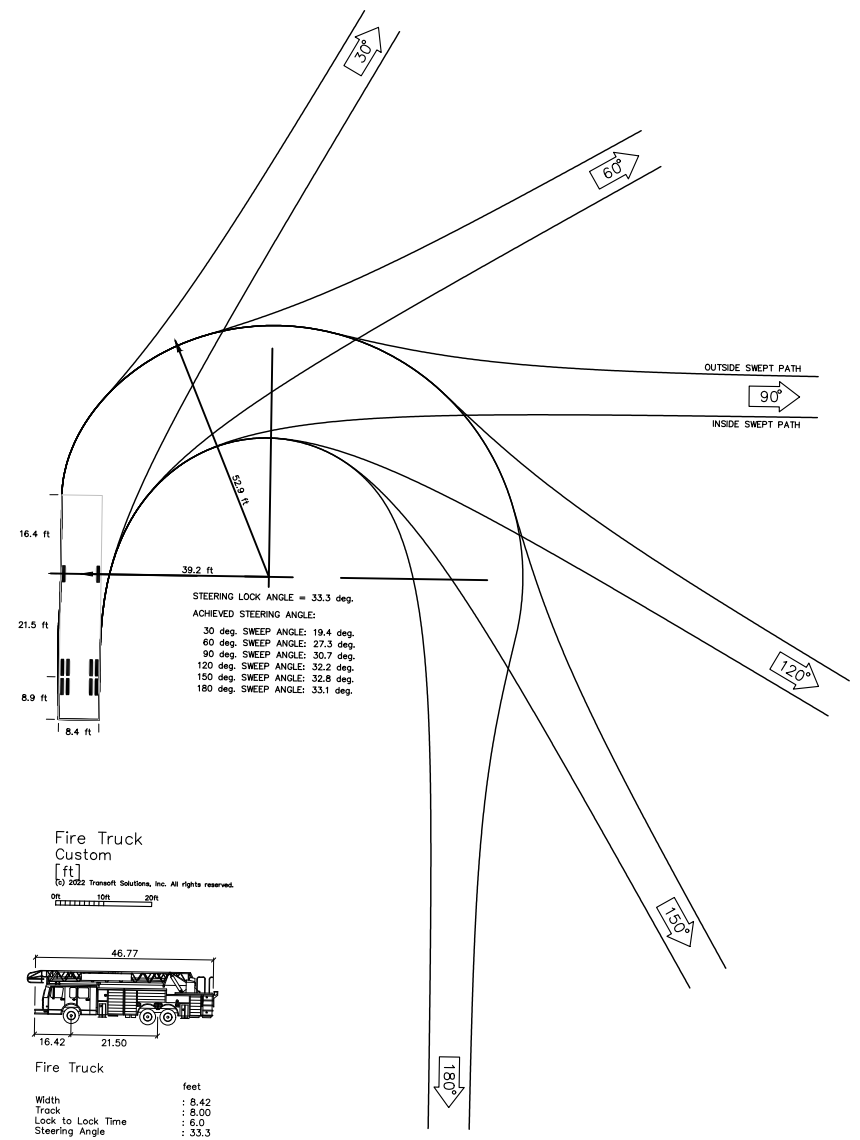 30°
60°
OUTSIDE SWEPT PATH
90°
INSIDE SWEPT PATH
52.9 ft
16.4 ft
39.2 ft
STEERING LOCK ANGLE = 33.3 deg.
ACHIEVED STEERING ANGLE:
30 deg. SWEEP ANGLE: 19.4 deg.
60 deg. SWEEP ANGLE: 27.3 deg.
90 deg. SWEEP ANGLE: 30.7 deg.
120 deg. SWEEP ANGLE: 32.2 deg.
150 deg. SWEEP ANGLE: 32.8 deg.
180 deg. SWEEP ANGLE: 33.1 deg.
21.5 ft
8.9 ft
8.4 ft
120°
150°
180°
Fire Truck
Custom
[ft]
(c) 2022 Transoft Solutions, Inc. All rights reserved.
0ft 10ft 20ft
46.77
16.42 21.50
Fire Truck
feet
Width : 8.42
Track : 8.00
Lock to Lock Time : 6.0
Steering Angle : 33.3